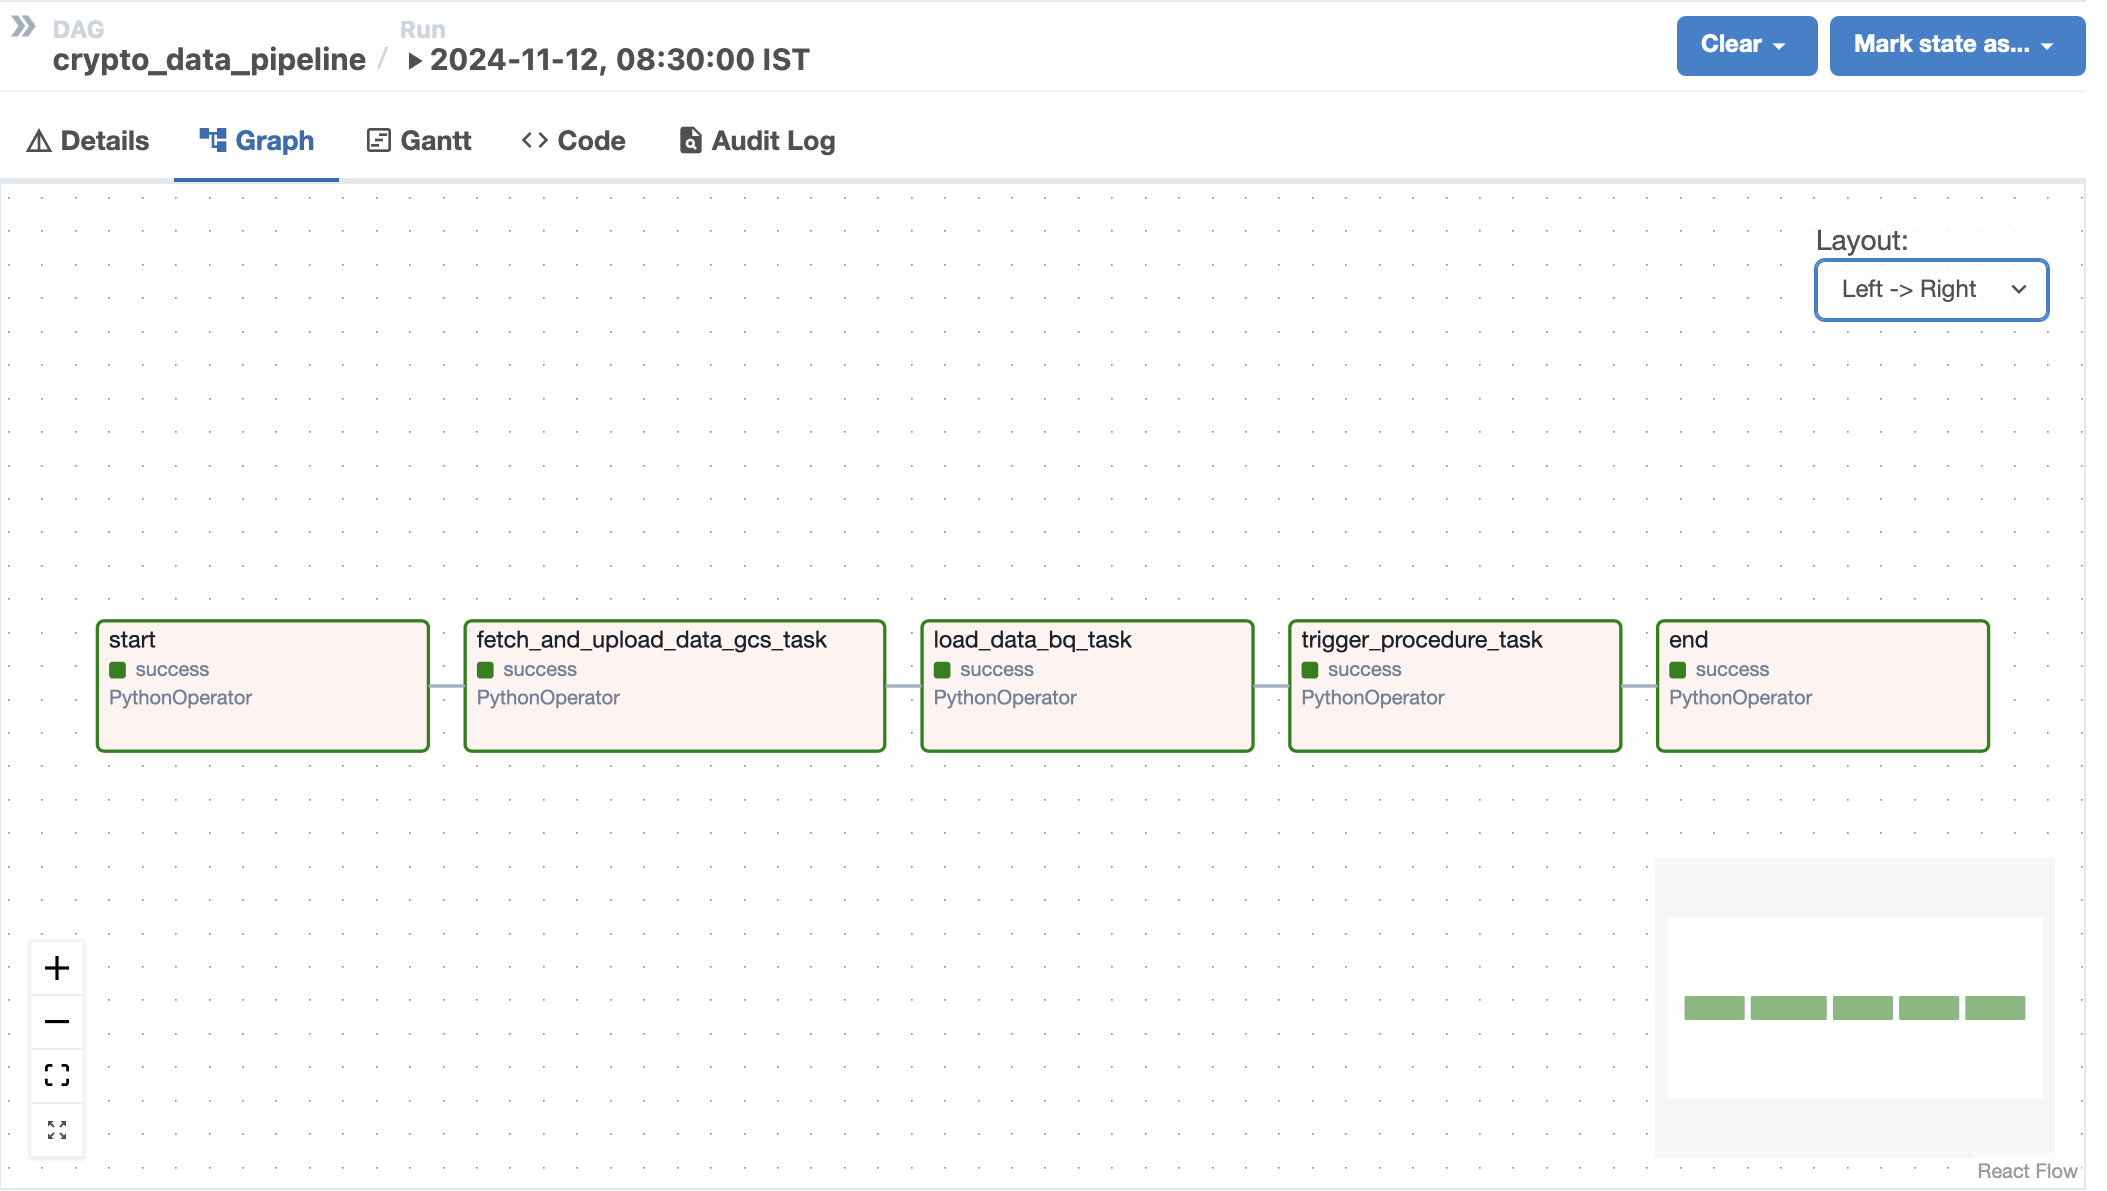 DAG
crypto_data_pipeline /
Run
2024-11-12, 08:30:00 IST
Clear
Mark state as...
Details
Graph
Gantt
Code
Audit Log
Layout:
Left -> Right
start
success
PythonOperator
fetch_and_upload_data_gcs_task
success
PythonOperator
load_data_bq_task
success
PythonOperator
trigger_procedure_task
success
PythonOperator
end
success
PythonOperator
React Flow